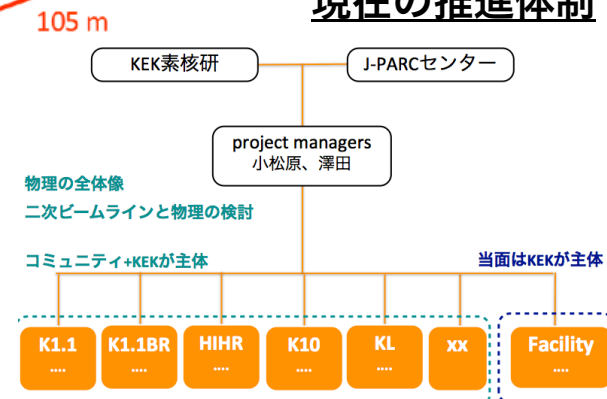 現在の推進体制
105 m
KEK素核研
J-PARCセンター
project managers
小松原、澤田
物理の全体像
二次ビームラインと物理の検討
コミュニティ+KEKが主体
当面はKEKが主体
K1.1
....
K1.1BR
....
HIHR
....
K10
....
KL
....
xx
Facility
....